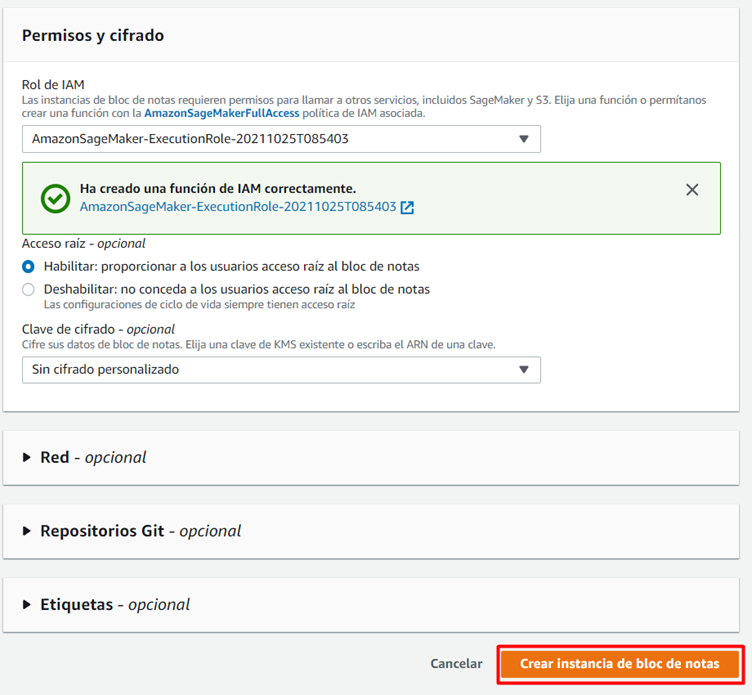 Permisos y cifrado
Rol de IAM
Las instancias de bloc de notas requieren permisos para llamar a otros servicios, incluidos SageMaker y S3. Elija una función o permítanos
crear una función con la AmazonSageMakerFullAccess política de IAM asociada.
AmazonSageMaker-ExecutionRole-20211025T085403
Ha creado una función de IAM correctamente.
AmazonSageMaker-ExecutionRole-20211025T085403
Acceso raíz - opcional
Habilitar: proporcionar a los usuarios acceso raíz al bloc de notas
Deshabilitar: no conceda a los usuarios acceso raíz al bloc de notas
Las configuraciones de ciclo de vida siempre tienen acceso raíz
Clave de cifrado - opcional
Cifre sus datos de bloc de notas. Elija una clave de KMS existente o escriba el ARN de una clave.
Sin cifrado personalizado
Red - opcional
Repositorios Git - opcional
Etiquetas - opcional
Cancelar
Crear instancia de bloc de notas